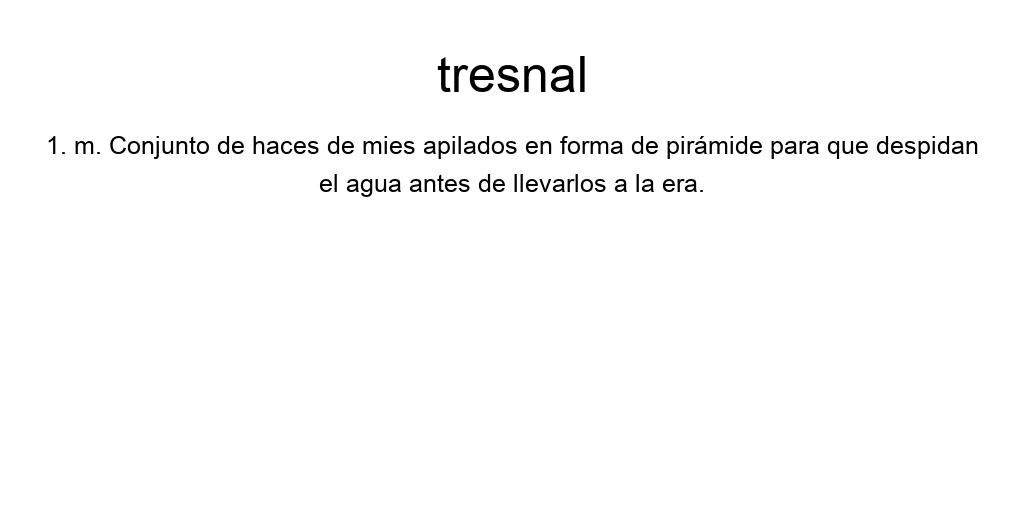 tresnal
1. m. Conjunto de haces de mies apilados en forma de pirámide para que despidan
el agua antes de llevarlos a la era.